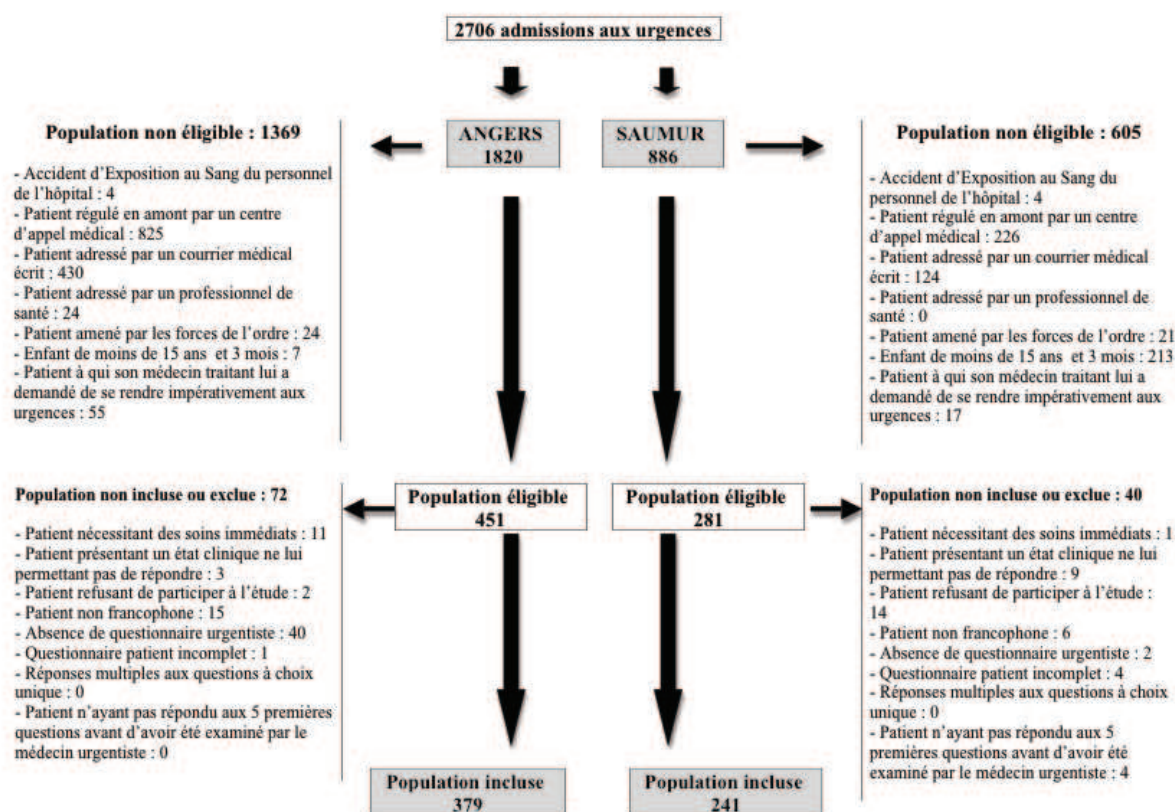 2706 admissions aux urgences
Population non éligible : 1369
- Accident d'Exposition au Sang du personnel
de l'hôpital : 4
- Patient régulé en amont par un centre
d'appel médical : 825
- Patient adressé par un courrier médical
écrit : 430
- Patient adressé par un professionnel de
santé : 24
- Patient amené par les forces de l'ordre : 24
- Enfant de moins de 15 ans et 3 mois : 7
- Patient à qui son médecin traitant lui a
demandé de se rendre impérativement aux
urgences : 55
ANGERS
1820
SAUMUR
886
Population non éligible : 605
- Accident d'Exposition au Sang du
personnel de l'hôpital : 4
- Patient régulé en amont par un centre
d'appel médical : 226
- Patient adressé par un courrier médical
écrit : 124
- Patient adressé par un professionnel de
santé : 0
- Patient amené par les forces de l'ordre : 21
- Enfant de moins de 15 ans et 3 mois : 213
- Patient à qui son médecin traitant lui a
demandé de se rendre impérativement aux
urgences : 17
Population non incluse ou exclue : 72
- Patient nécessitant des soins immédiats : 11
- Patient présentant un état clinique ne lui
permettant pas de répondre : 3
- Patient refusant de participer à l'étude : 2
- Patient non francophone : 15
- Absence de questionnaire urgentiste : 40
- Questionnaire patient incomplet : 1
- Réponses multiples aux questions à choix
unique : 0
- Patient n'ayant pas répondu aux 5 premières
questions avant d'avoir été examiné par le
médecin urgentiste : 0
Population éligible
451
Population éligible
281
Population non incluse ou exclue : 40
- Patient nécessitant des soins immédiats : 1
- Patient présentant un état clinique ne lui
permettant pas de répondre : 9
- Patient refusant de participer à l'étude :
14
- Patient non francophone : 6
- Absence de questionnaire urgentiste : 2
- Questionnaire patient incomplet : 4
- Réponses multiples aux questions à choix
unique : 0
- Patient n'ayant pas répondu aux 5
premières questions avant d'avoir été
examiné par le médecin urgentiste : 4
Population incluse
379
Population incluse
241